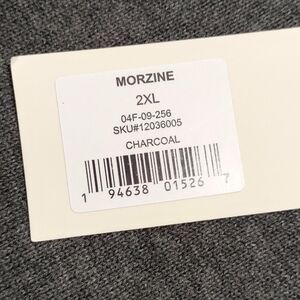 MORZINE
2XL
04F-09-256
SKU#12036005
CHARCOAL
1 94638 01526 7